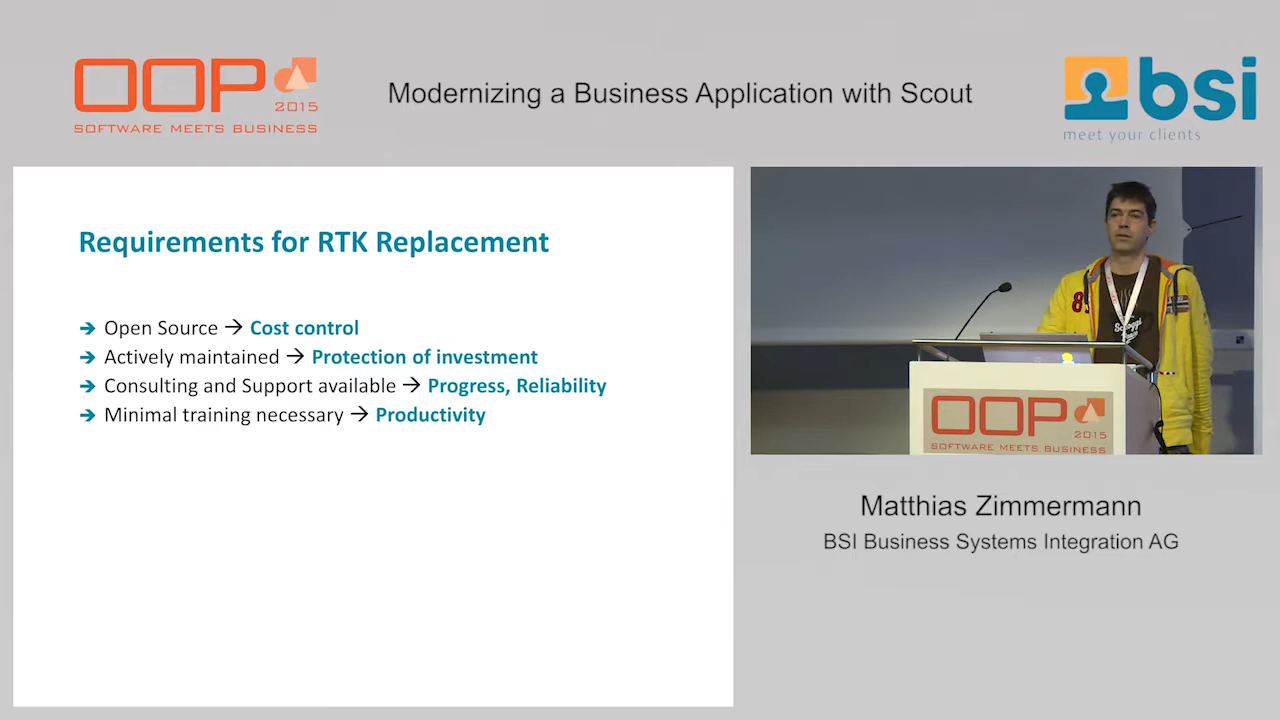 OOP
2015
SOFTWARE MEETS BUSINESS
Modernizing a Business Application with Scout
bsi
meet your clients
Requirements for RTK Replacement
➔ Open Source → Cost control
➔ Actively maintained → Protection of investment
➔ Consulting and Support available → Progress, Reliability
➔ Minimal training necessary → Productivity
OOP
2015
SOFTWARE MEETS BUSINESS
Matthias Zimmermann
BSI Business Systems Integration AG